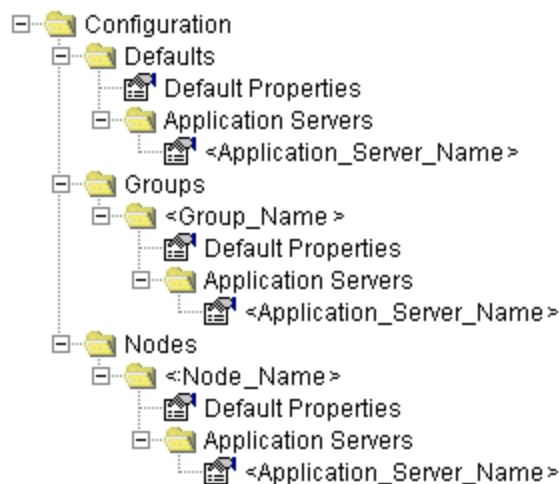 Configuration
Defaults
Default Properties
Application Servers
<Application_Server_Name>
Groups
<Group_Name>
Default Properties
Application Servers
<Application_Server_Name>
Nodes
<Node_Name>
Default Properties
Application Servers
<Application_Server_Name>